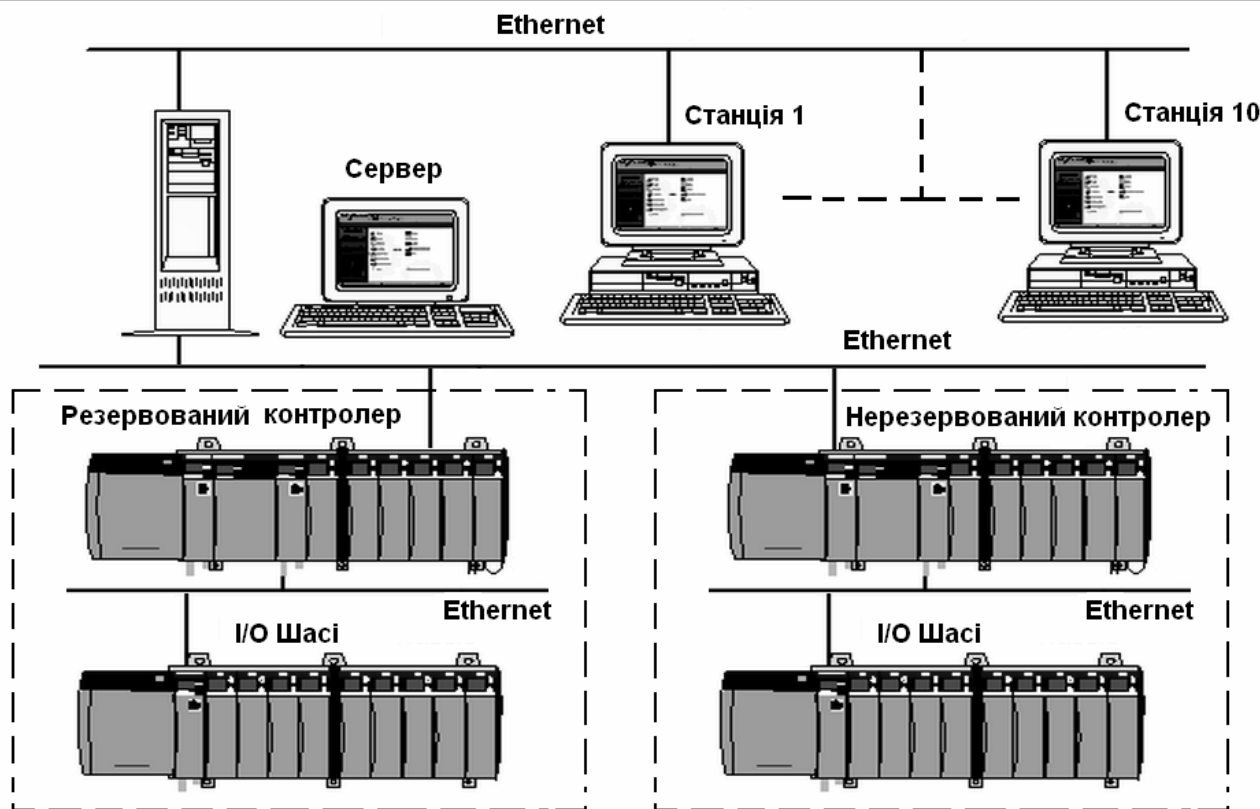 Ethernet
Станція 1
Станція 10
Сервер
Ethernet
Резервований контролер
Нерезервований контролер
Ethernet
Ethernet
I/O Шасі
I/O Шасі